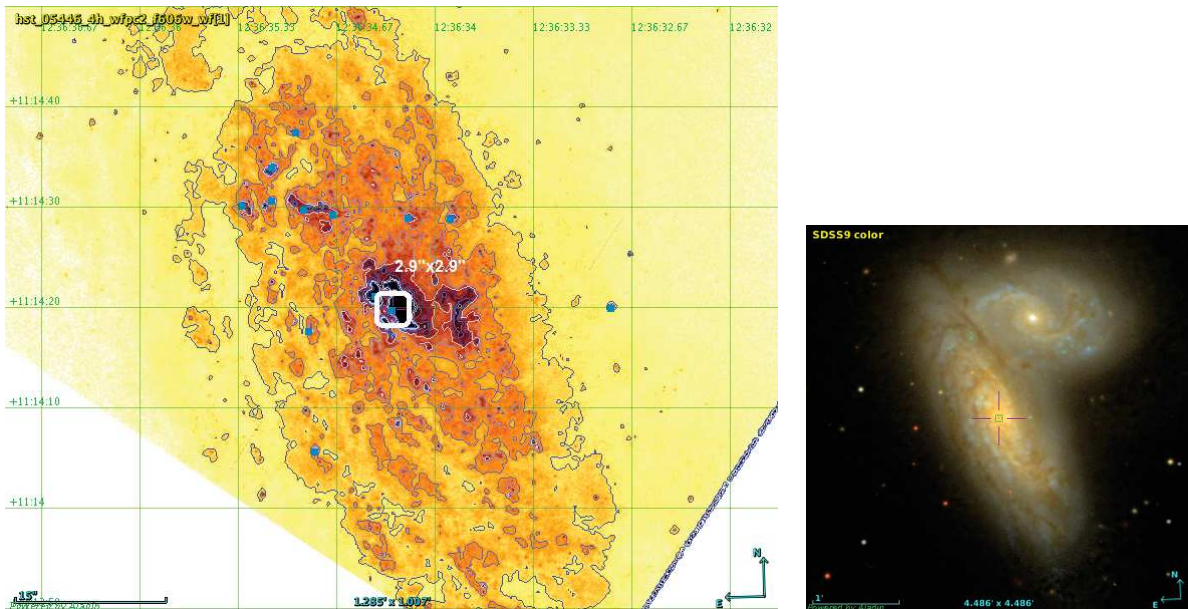 hst_05446_4h_wfpc2_f606w_wf[1]
12:36:36.67 12:36:36 12:36:35.33 12:36:34.67 12:36:34 12:36:33.33 12:36:32.67 12:36:32
+11:14:40
+11:14:30
2.9"x2.9"
+11:14:20
+11:14:10
+11:14
N
E
15"
1.285' x 1.007'
Powered by Aladin
SDSS9 color
N
E
1'
4.486' x 4.486'
Powered by Aladin